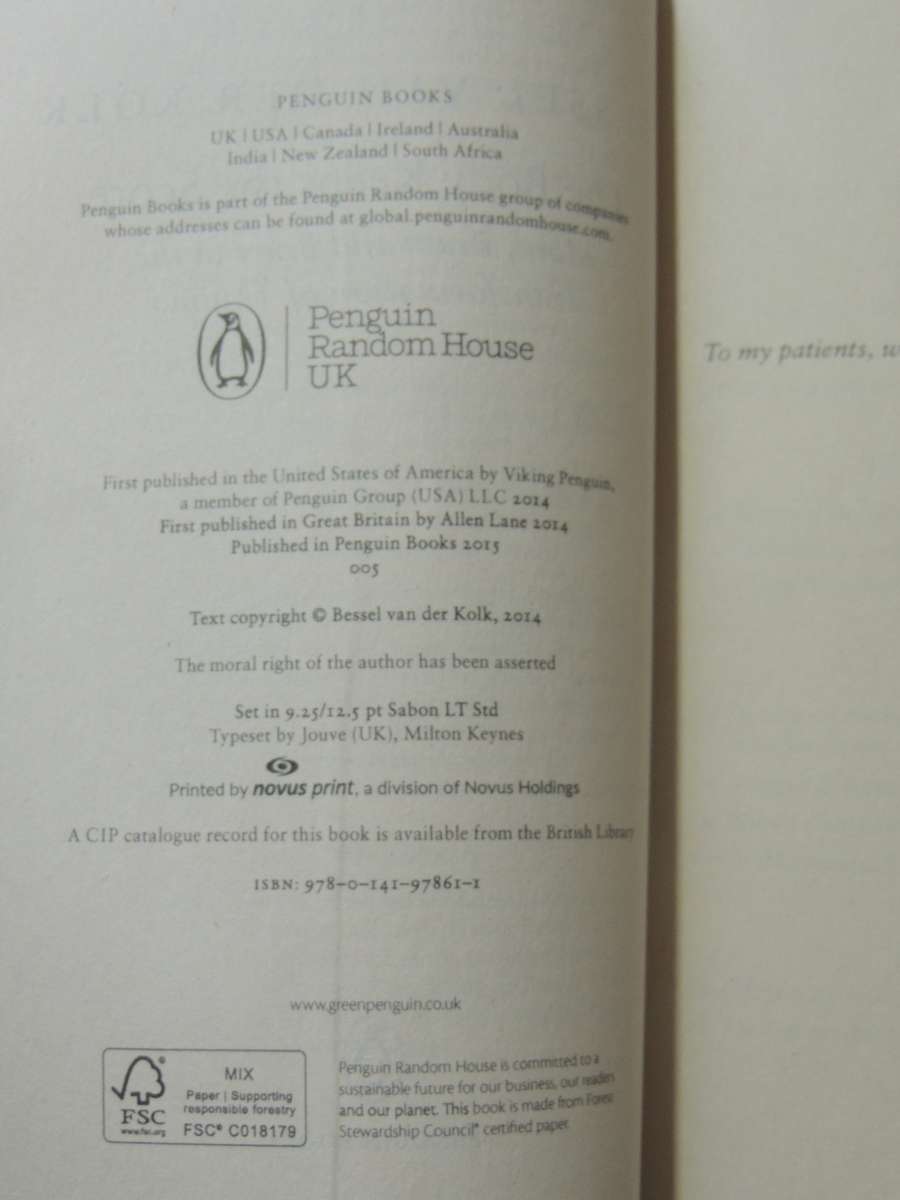 PENGUIN BOOKS
UK | USA | Canada | Ireland | Australia
India | New Zealand | South Africa
Penguin Books is part of the Penguin Random House group of companies
whose addresses can be found at global.penguinrandomhouse.com.
Penguin
Random House
UK
First published in the United States of America by Viking Penguin,
a member of Penguin Group (USA) LLC 2014
First published in Great Britain by Allen Lane 2014
Published in Penguin Books 2015
005
Text copyright © Bessel van der Kolk, 2014
The moral right of the author has been asserted
Set in 9.25/12.5 pt Sabon LT Std
Typeset by Jouve (UK), Milton Keynes
Printed by novus print, a division of Novus Holdings
A CIP catalogue record for this book is available from the British Library
ISBN: 978-0-141-97861-1
www.greenpenguin.co.uk
MIX
Paper | Supporting
responsible forestry
FSC® C018179
FSC
www.fsc.org
Penguin Random House is committed to a
sustainable future for our business, our readers
and our planet. This book is made from Forest
Stewardship Council® certified paper.
To my patients,